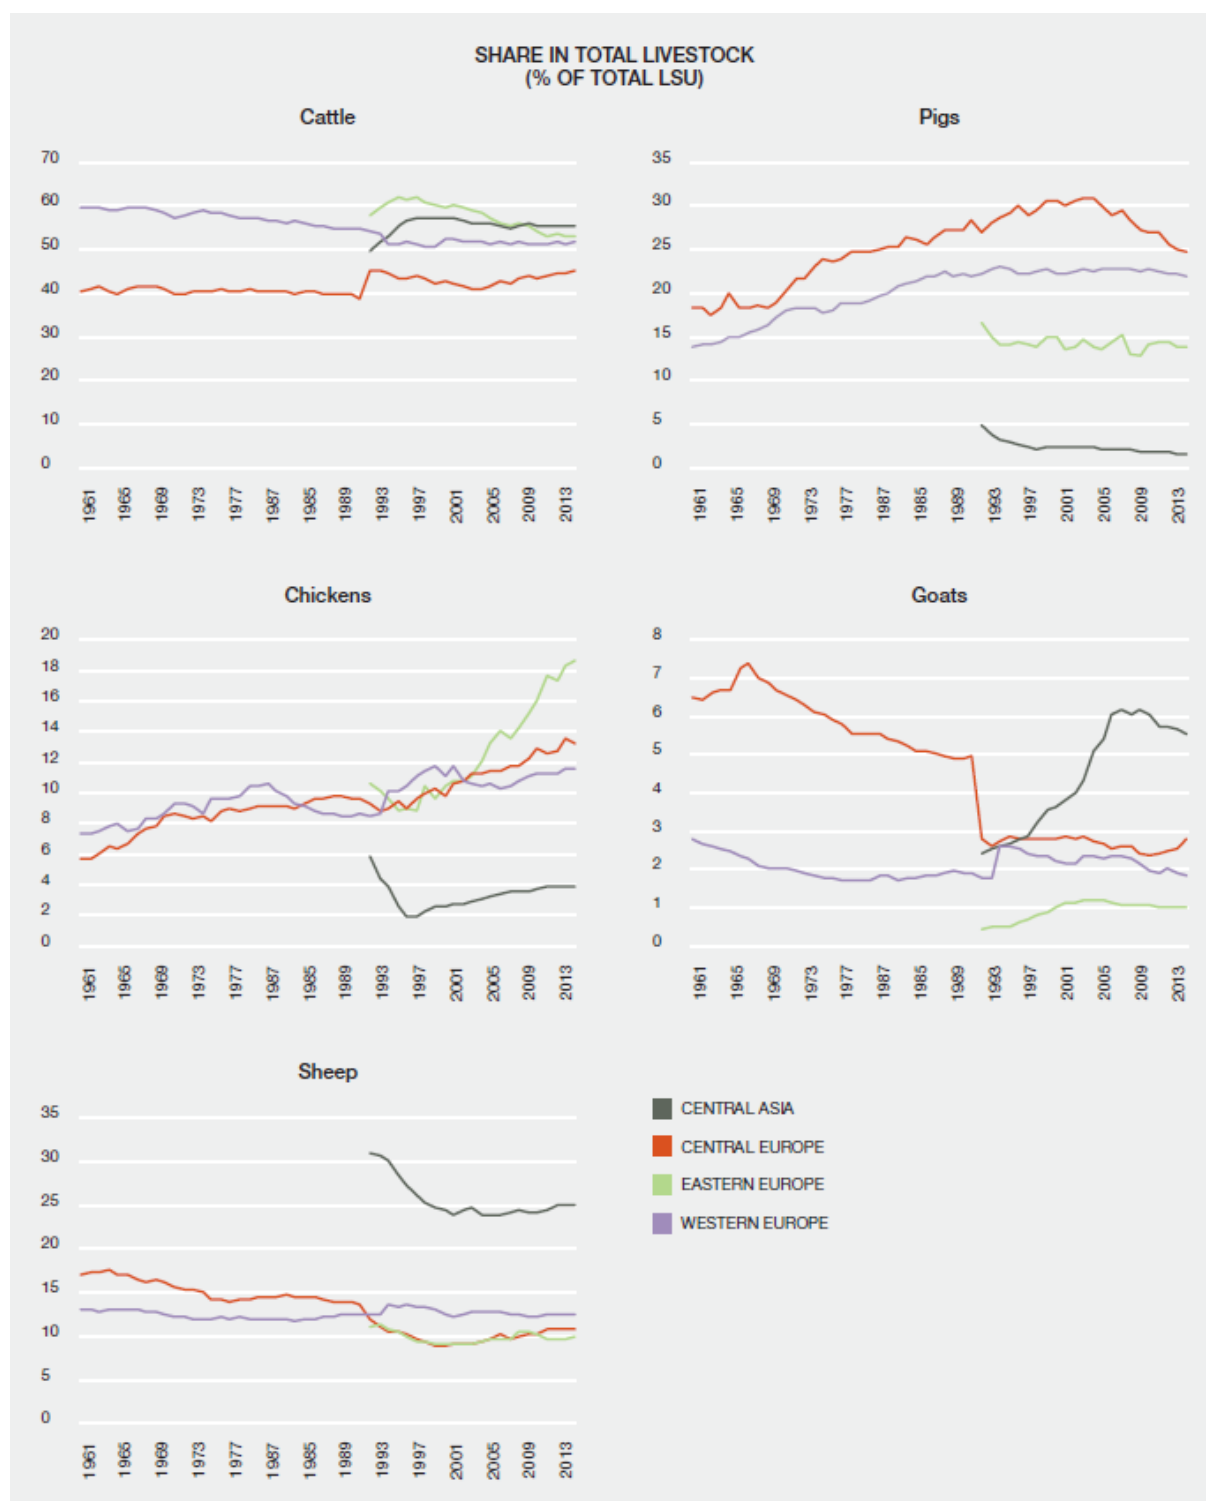 SHARE IN TOTAL LIVESTOCK
(% OF TOTAL LSU)
Cattle
70
60
50
40
30
20
10
0
1961 1965 1969 1973 1977 1987 1985 1989 1993 1997 2001 2005 2009 2013
Pigs
35
30
25
20
15
10
5
0
1961 1965 1969 1973 1977 1987 1985 1989 1993 1997 2001 2005 2009 2013
Chickens
20
18
16
14
12
10
8
6
4
2
0
1961 1965 1969 1973 1977 1987 1985 1989 1993 1997 2001 2005 2009 2013
Goats
8
7
6
5
4
3
2
1
0
1961 1965 1969 1973 1977 1987 1985 1989 1993 1997 2001 2005 2009 2013
Sheep
35
30
25
20
15
10
5
0
1961 1965 1969 1973 1977 1987 1985 1989 1993 1997 2001 2005 2009 2013
CENTRAL ASIA
CENTRAL EUROPE
EASTERN EUROPE
WESTERN EUROPE